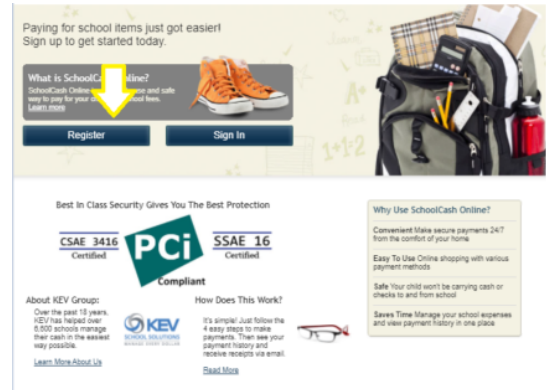 Paying for school items just got easier!
Sign up to get started today.
What is SchoolCash Online?
SchoolCash Online and safe
way to pay for your school fees.
Learn more
Register
Sign In
Best In Class Security Gives You The Best Protection
CSAE 3416
Certified
PCi
Compliant
SSAE 16
Certified
Why Use SchoolCash Online?
Convenient Make secure payments 24/7
from the comfort of your home
Easy To Use Online shopping with various
payment methods
Safe Your child won't be carrying cash or
checks to and from school
Saves Time Manage your school expenses
and view payment history in one place
About KEV Group:
Over the past 18 years,
KEV has helped over
6,600 schools manage
their cash in the easiest
way possible.
Learn More About Us
KEV
SCHOOL SOLUTIONS
MANAGE EVERY DOLLAR
How Does This Work?
It's simple! Just follow the
4 easy steps to make
payments. Then see your
payment history and
receive receipts via email.
Read More